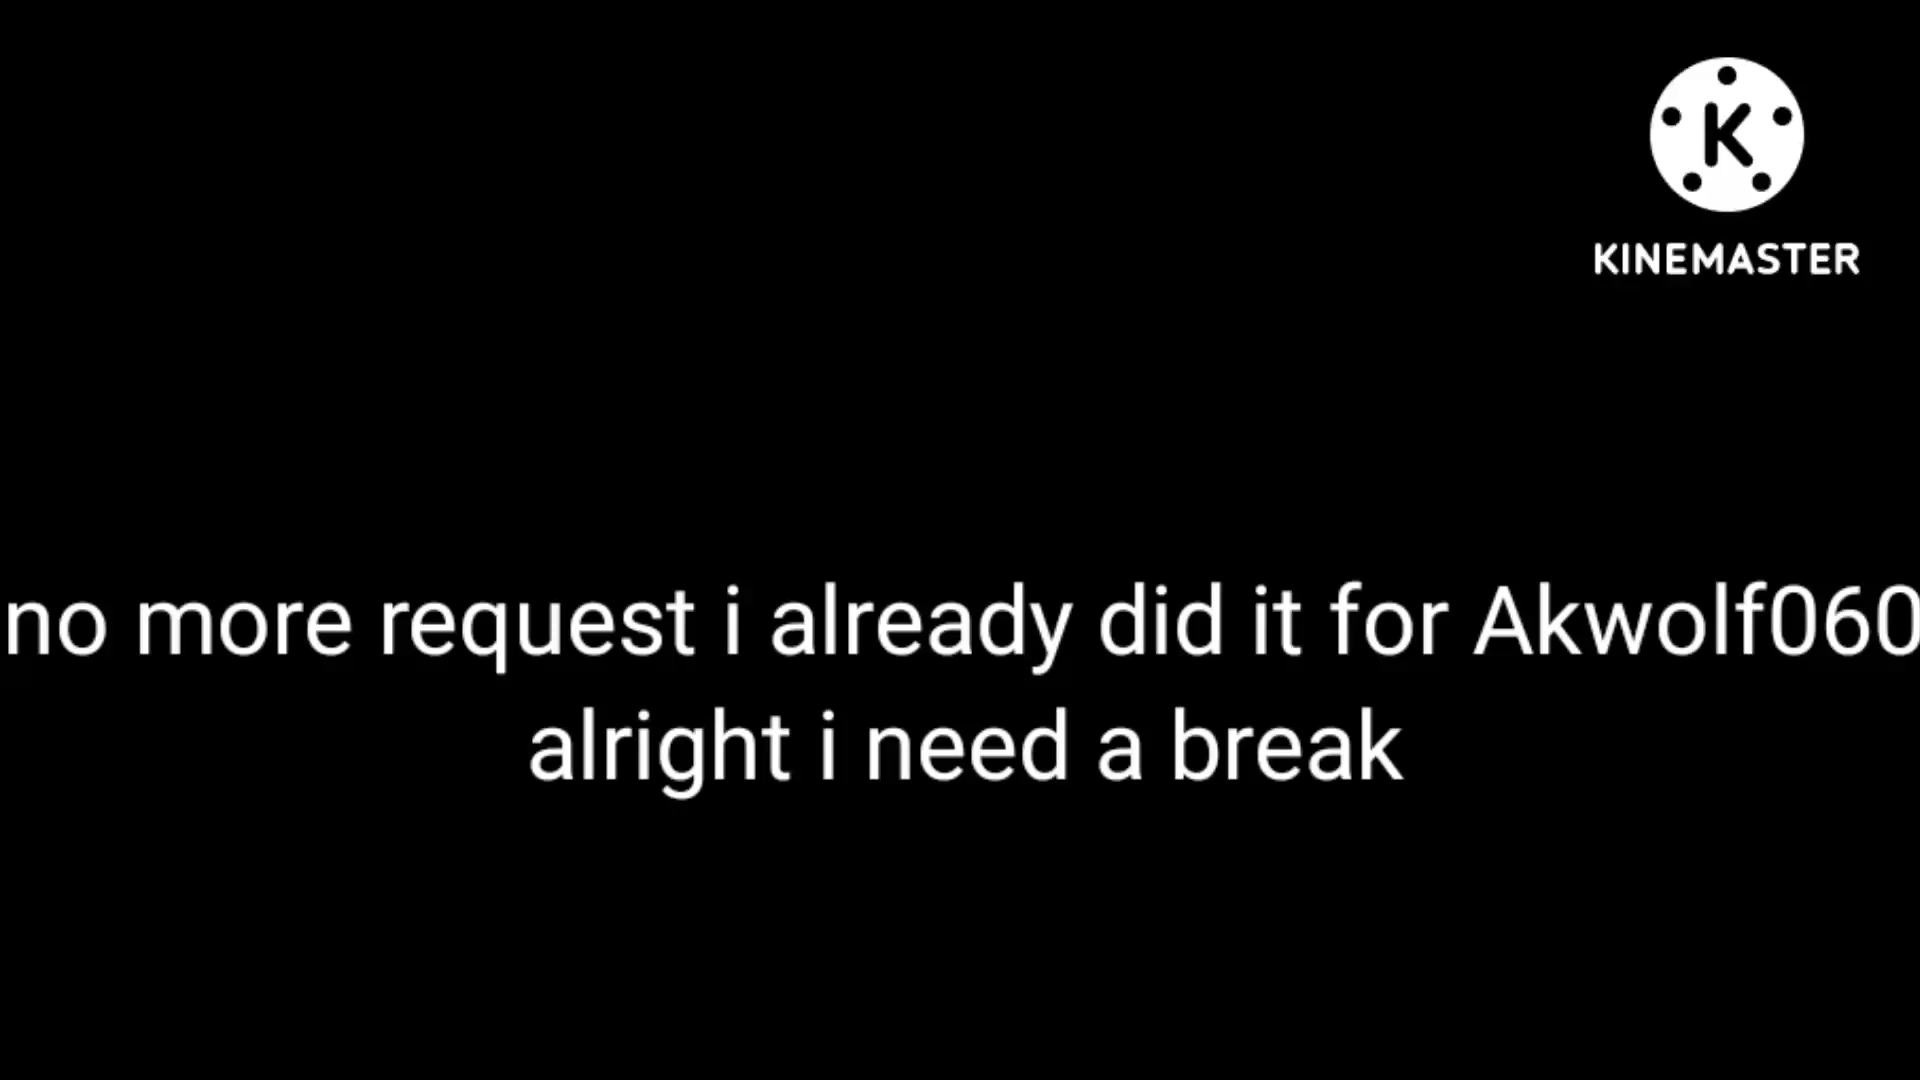 K
KINEMASTER
no more request i already did it for Akwolf060
alright i need a break